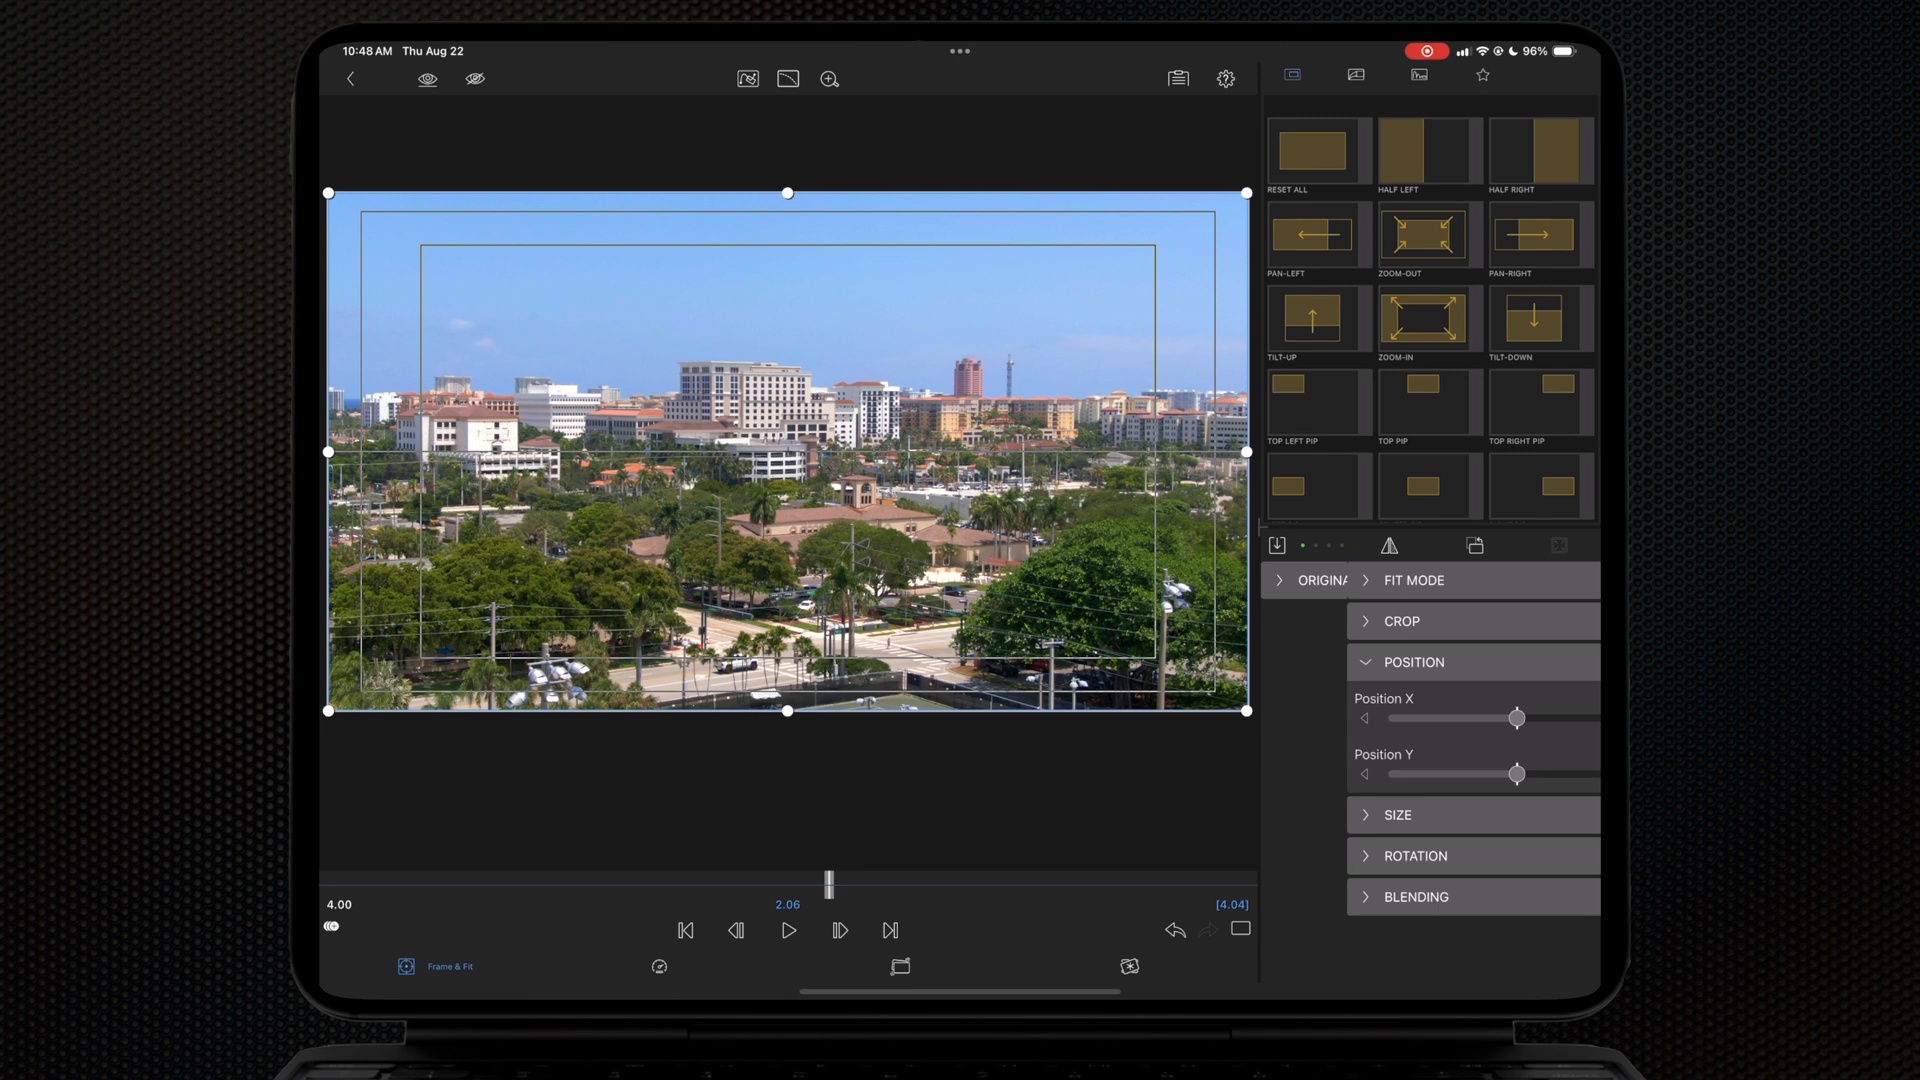 10:48 AM Thu Aug 22
96%
RESET ALL
HALF LEFT
HALF RIGHT
PAN-LEFT
ZOOM-OUT
PAN-RIGHT
TILT-UP
ZOOM-IN
TILT-DOWN
TOP LEFT PIP
TOP PIP
TOP RIGHT PIP
ORIGINA
FIT MODE
CROP
POSITION
Position X
Position Y
SIZE
ROTATION
BLENDING
4.00
2.06
[4.04]
Frame & Fit